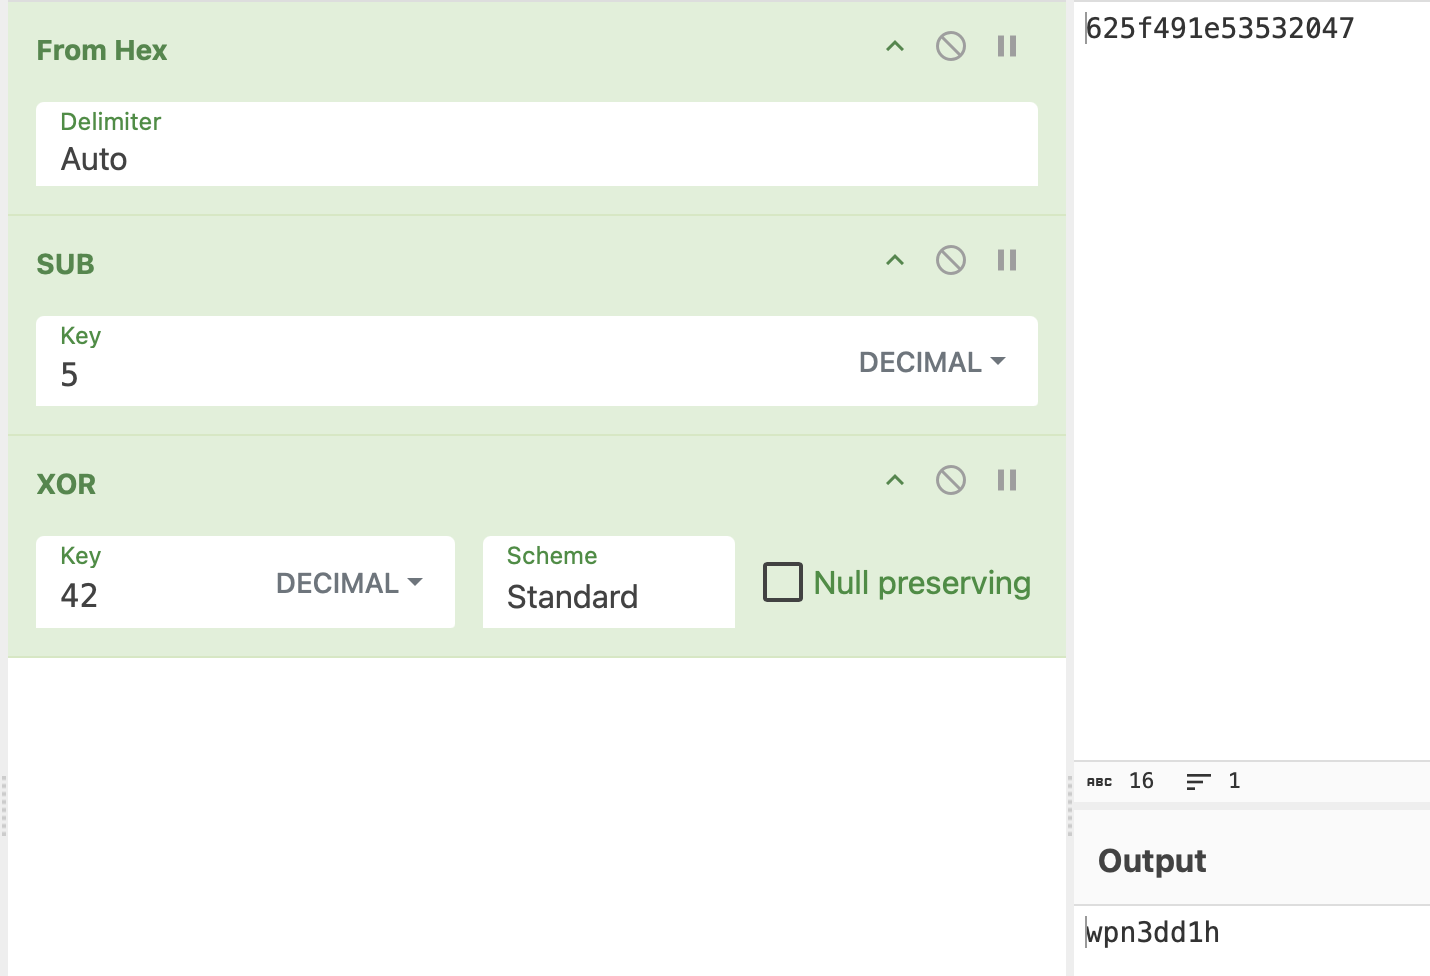 From Hex
Delimiter
Auto
SUB
Key
5
DECIMAL
XOR
Key
42
DECIMAL
Scheme
Standard
Null preserving
625f491e53532047
ABC 16 1
Output
wpn3dd1h